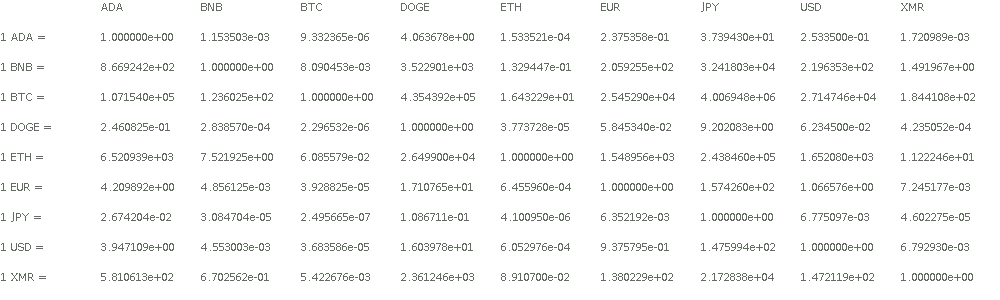 ADA BNB BTC DOGE ETH EUR JPY USD XMR
1 ADA = 1.000000e+00 1.153503e-03 9.332365e-06 4.063678e+00 1.533521e-04 2.375358e-01 3.739430e+01 2.533500e-01 1.720989e-03
1 BNB = 8.669242e+02 1.000000e+00 8.090453e-03 3.522901e+03 1.329447e-01 2.059255e+02 3.241803e+04 2.196353e+02 1.491967e+00
1 BTC = 1.071540e+05 1.236025e+02 1.000000e+00 4.354392e+05 1.643229e+01 2.545290e+04 4.006948e+06 2.714746e+04 1.844108e+02
1 DOGE = 2.460825e-01 2.838570e-04 2.296532e-06 1.000000e+00 3.773728e-05 5.845340e-02 9.202083e+00 6.234500e-02 4.235052e-04
1 ETH = 6.520939e+03 7.521925e+00 6.085579e-02 2.649900e+04 1.000000e+00 1.548956e+03 2.438460e+05 1.652080e+03 1.122246e+01
1 EUR = 4.209892e+00 4.856125e-03 3.928825e-05 1.710765e+01 6.455960e-04 1.000000e+00 1.574260e+02 1.066576e+00 7.245177e-03
1 JPY = 2.674204e-02 3.084704e-05 2.495665e-07 1.086711e-01 4.100950e-06 6.352192e-03 1.000000e+00 6.775097e-03 4.602275e-05
1 USD = 3.947109e+00 4.553003e-03 3.683586e-05 1.603978e+01 6.052976e-04 9.375795e-01 1.475994e+02 1.000000e+00 6.792930e-03
1 XMR = 5.810613e+02 6.702562e-01 5.422676e-03 2.361246e+03 8.910700e-02 1.380229e+02 2.172838e+04 1.472119e+02 1.000000e+00